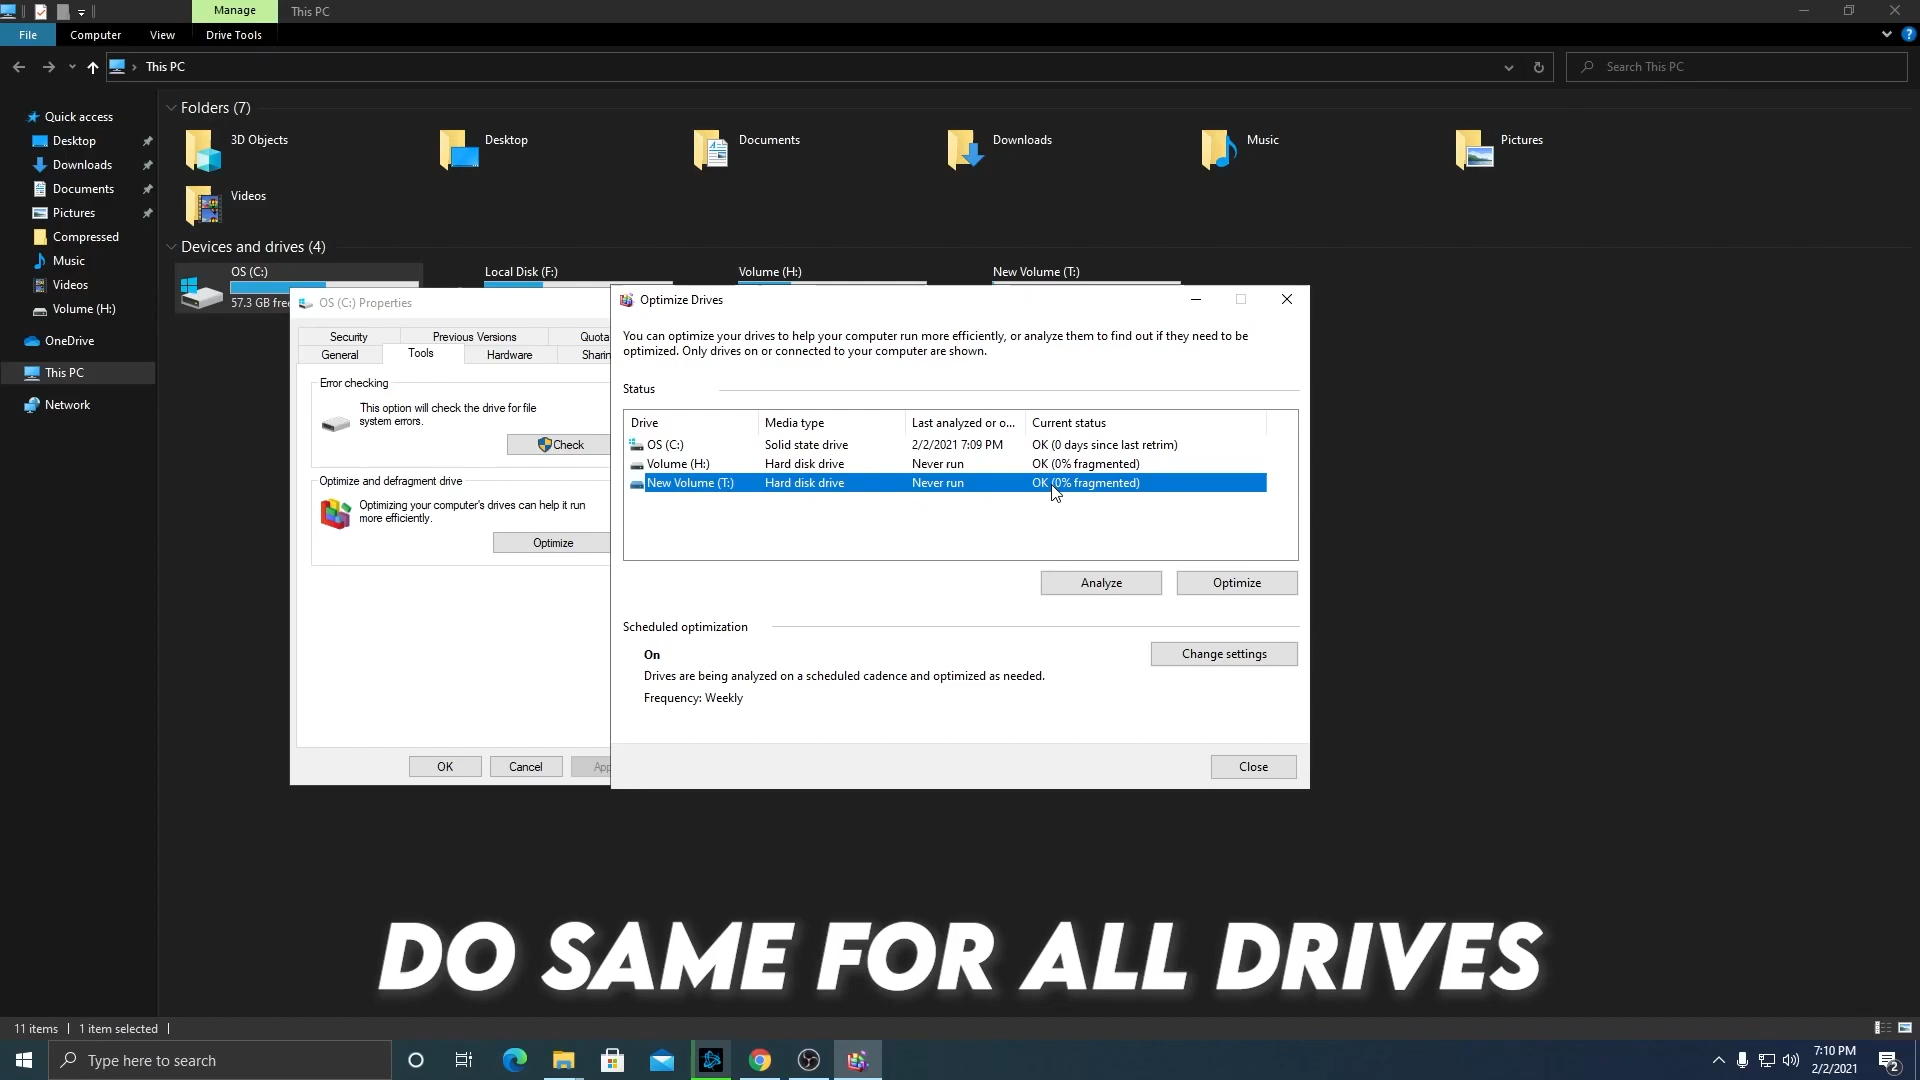 Manage
This PC
File
Computer
View
Drive Tools
This PC
Search This PC
Quick access
Desktop
Downloads
Documents
Pictures
Compressed
Music
Videos
Volume (H:)
OneDrive
This PC
Network
Folders (7)
3D Objects
Desktop
Documents
Downloads
Music
Pictures
Videos
Devices and drives (4)
OS (C:)
57.3 GB free
Local Disk (F:)
Volume (H:)
New Volume (T:)
OS (C:) Properties
Security
Previous Versions
Quota
General
Tools
Hardware
Sharin
Error checking
This option will check the drive for file
system errors.
Check
Optimize and defragment drive
Optimizing your computer's drives can help it run
more efficiently.
Optimize
OK
Cancel
App
Optimize Drives
You can optimize your drives to help your computer run more efficiently, or analyze them to find out if they need to be
optimized. Only drives on or connected to your computer are shown.
Status
Drive Media type Last analyzed or o... Current status
OS (C:) Solid state drive 2/2/2021 7:09 PM OK (0 days since last retrim)
Volume (H:) Hard disk drive Never run OK (0% fragmented)
New Volume (T:) Hard disk drive Never run OK (0% fragmented)
Analyze
Optimize
Scheduled optimization
On
Change settings
Drives are being analyzed on a scheduled cadence and optimized as needed.
Frequency: Weekly
Close
DO SAME FOR ALL DRIVES
11 items
1 item selected
Type here to search
7:10 PM
2/2/2021
2